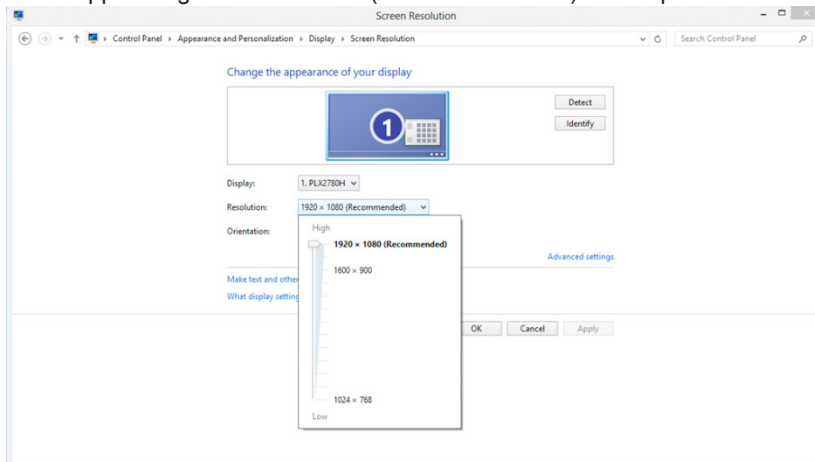 Screen Resolution
Control Panel ▸ Appearance and Personalization ▸ Display ▸ Screen Resolution
Search Control Panel
Change the appearance of your display
1
Detect
Identify
Display: 1. PLX2780H
Resolution: 1920 × 1080 (Recommended)
Orientation:
High
1920 × 1080 (Recommended)
1600 × 900
1024 × 768
Low
Advanced settings
Make text and other
What display setting
OK Cancel Apply